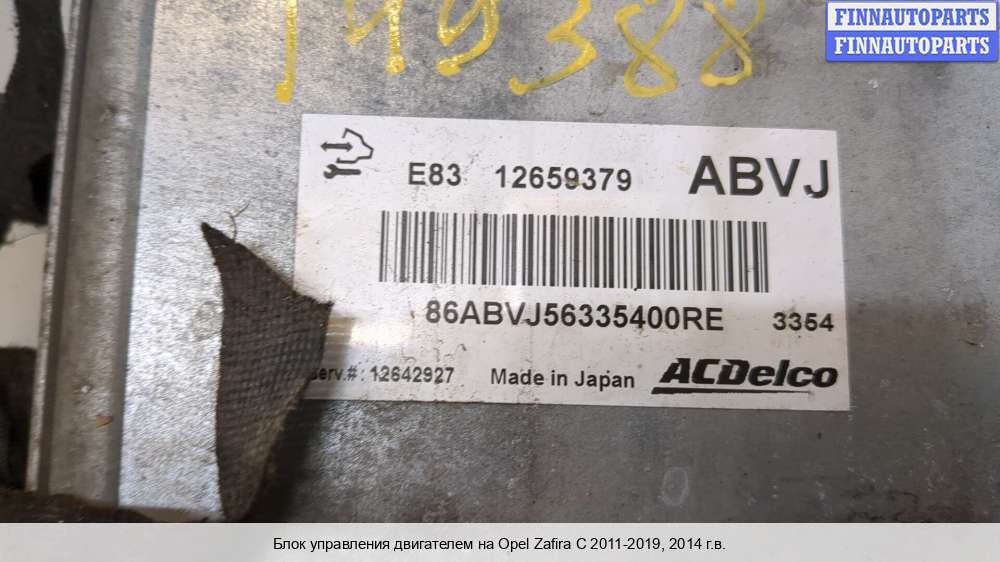 FINNAUTOPARTS
FINNAUTOPARTS
149388
E83 12659379 ABVJ
86ABVJ56335400RE 3354
serv.#: 12642927 Made in Japan ACDelco
Блок управления двигателем на Opel Zafira C 2011-2019, 2014 г.в.